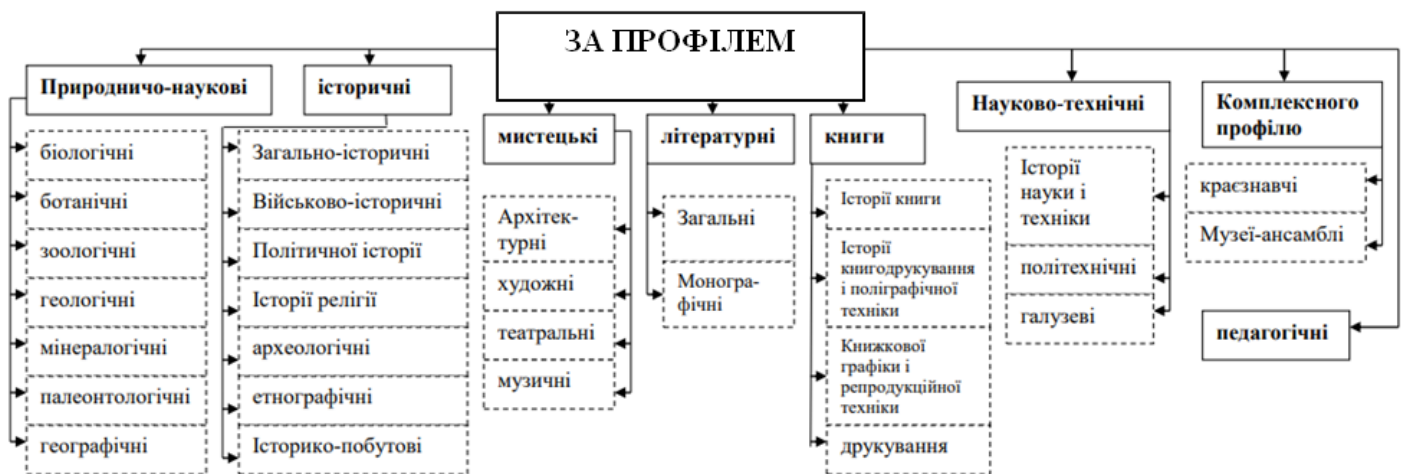 ЗА ПРОФІЛЕМ
Природничо-наукові
біологічні
ботанічні
зоологічні
геологічні
мінералогічні
палеонтологічні
географічні
історичні
Загально-історичні
Військово-історичні
Політичної історії
Історії релігії
археологічні
етнографічні
Історико-побутові
мистецькі
Архітек-
турні
художні
театральні
музичні
літературні
Загальні
Моногра-
фічні
книги
Історії книги
Історії
книгодрукування
і поліграфічної
техніки
Книжкової
графіки і
репродукційної
техніки
друкування
Науково-технічні
Історії
науки і
техніки
політехнічні
галузеві
Комплексного
профілю
краєзнавчі
Музеї-ансамблі
педагогічні